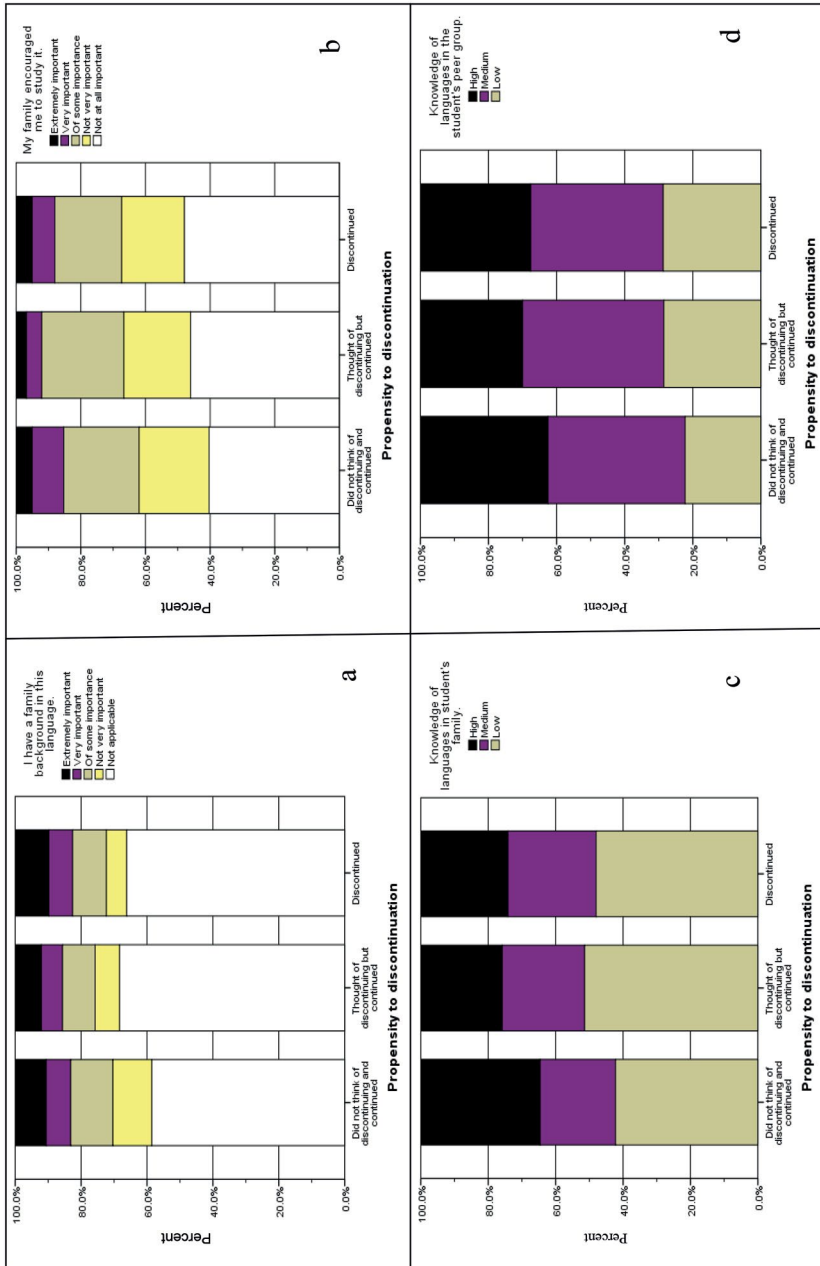 I have a family
background in this
language.
Extremely important
Very important
Of some importance
Not very important
Not applicable
a
Percent
100.0%
80.0%
60.0%
40.0%
20.0%
0.0%
Did not think of
discontinuing and
continued
Thought of
discontinuing but
continued
Discontinued
Propensity to discontinuation
My family encouraged
me to study it.
Extremely important
Very important
Of some importance
Not very important
Not at all important
b
Percent
100.0%
80.0%
60.0%
40.0%
20.0%
0.0%
Did not think of
discontinuing and
continued
Thought of
discontinuing but
continued
Discontinued
Propensity to discontinuation
Knowledge of
languages in student's
family.
High
Medium
Low
c
Percent
100.0%
80.0%
60.0%
40.0%
20.0%
0.0%
Did not think of
discontinuing and
continued
Thought of
discontinuing but
continued
Discontinued
Propensity to discontinuation
Knowledge of
languages in the
student's peer group.
High
Medium
Low
d
Percent
100.0%
80.0%
60.0%
40.0%
20.0%
0.0%
Did not think of
discontinuing and
continued
Thought of
discontinuing but
continued
Discontinued
Propensity to discontinuation